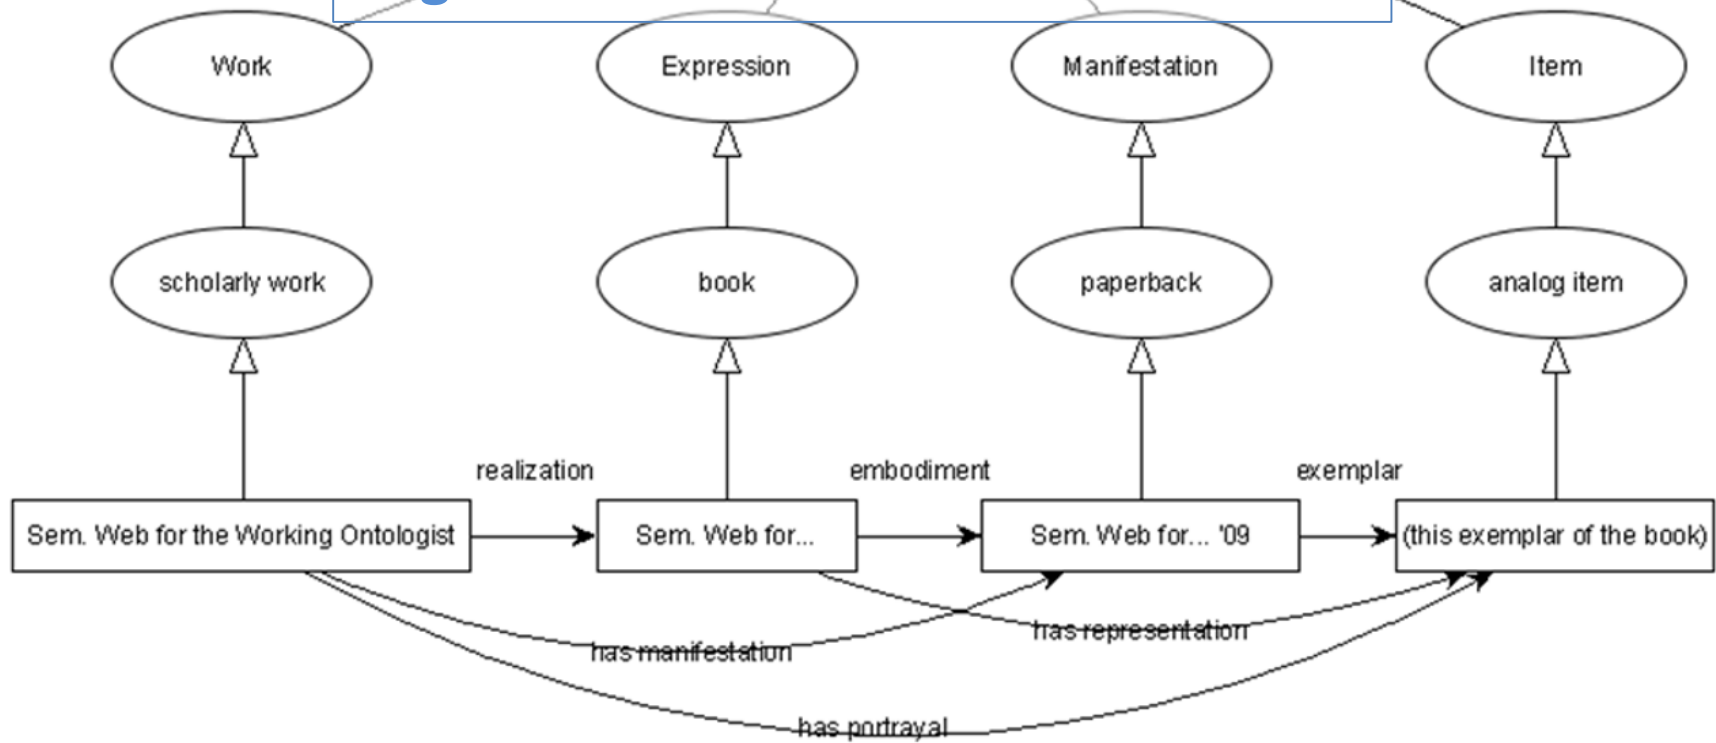 Work
Expression
Manifestation
Item
scholarly work
book
paperback
analog item
realization
embodiment
exemplar
Sem. Web for the Working Ontologist
Sem. Web for...
Sem. Web for... '09
(this exemplar of the book)
has manifestation
has representation
has portrayal